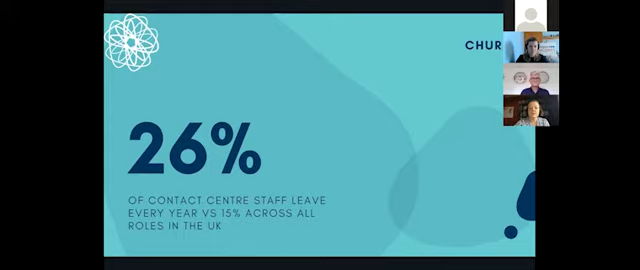 CHUR
26%
OF CONTACT CENTRE STAFF LEAVE
EVERY YEAR VS 15% ACROSS ALL
ROLES IN THE UK